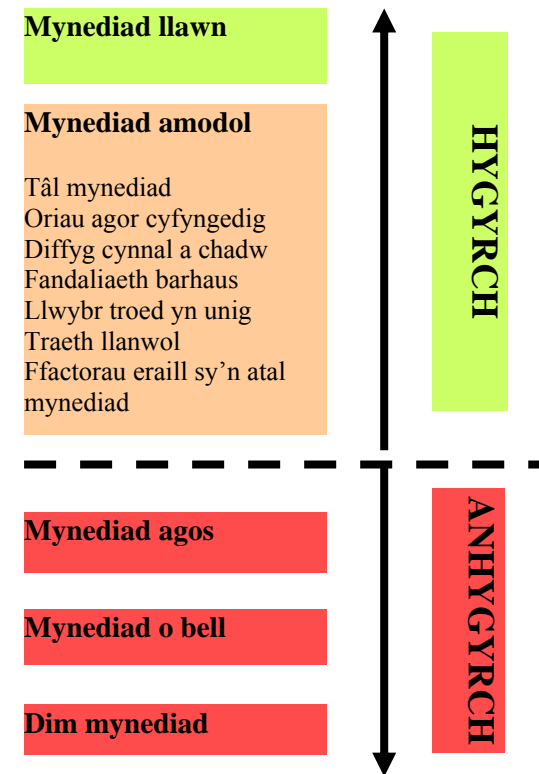 Mynediad llawn
Mynediad amodol
Tâl mynediad
Oriau agor cyfyngedig
Diffyg cynnal a chadw
Fandaliaeth barhaus
Llwybr troed yn unig
Traeth llanwol
Ffactorau eraill sy’n atal
mynediad
HYGYRCH
Mynediad agos
Mynediad o bell
Dim mynediad
ANHYGYRCH